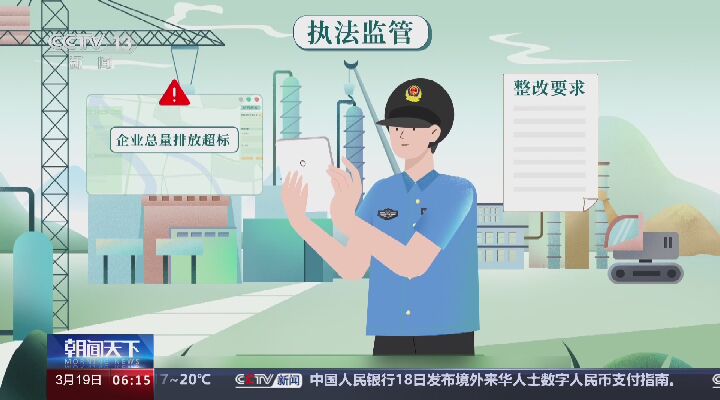 执法监管
CCTV 13
新闻
整改要求
企业总量排放超标
朝闻天下
MORNING NEWS
3月19日 06:15 17~20℃ CCTV新闻 中国人民银行18日发布境外来华人士数字人民币支付指南。